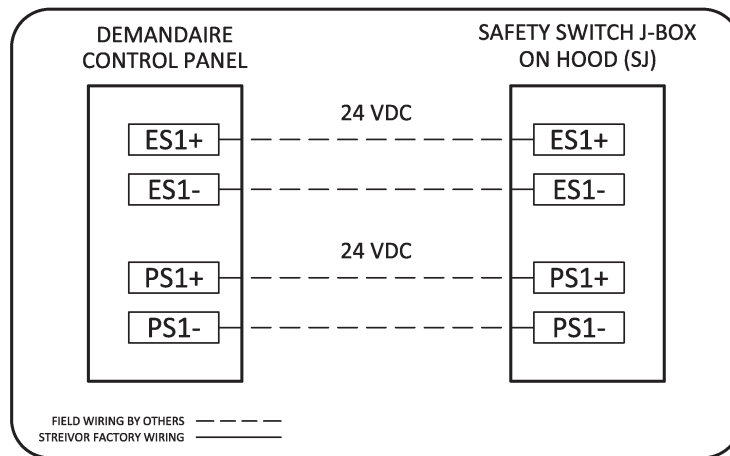 DEMANDAIRE
CONTROL PANEL
SAFETY SWITCH J-BOX
ON HOOD (SJ)
24 VDC
ES1+
ES1+
ES1-
ES1-
24 VDC
PS1+
PS1+
PS1-
PS1-
FIELD WIRING BY OTHERS
STREIVOR FACTORY WIRING